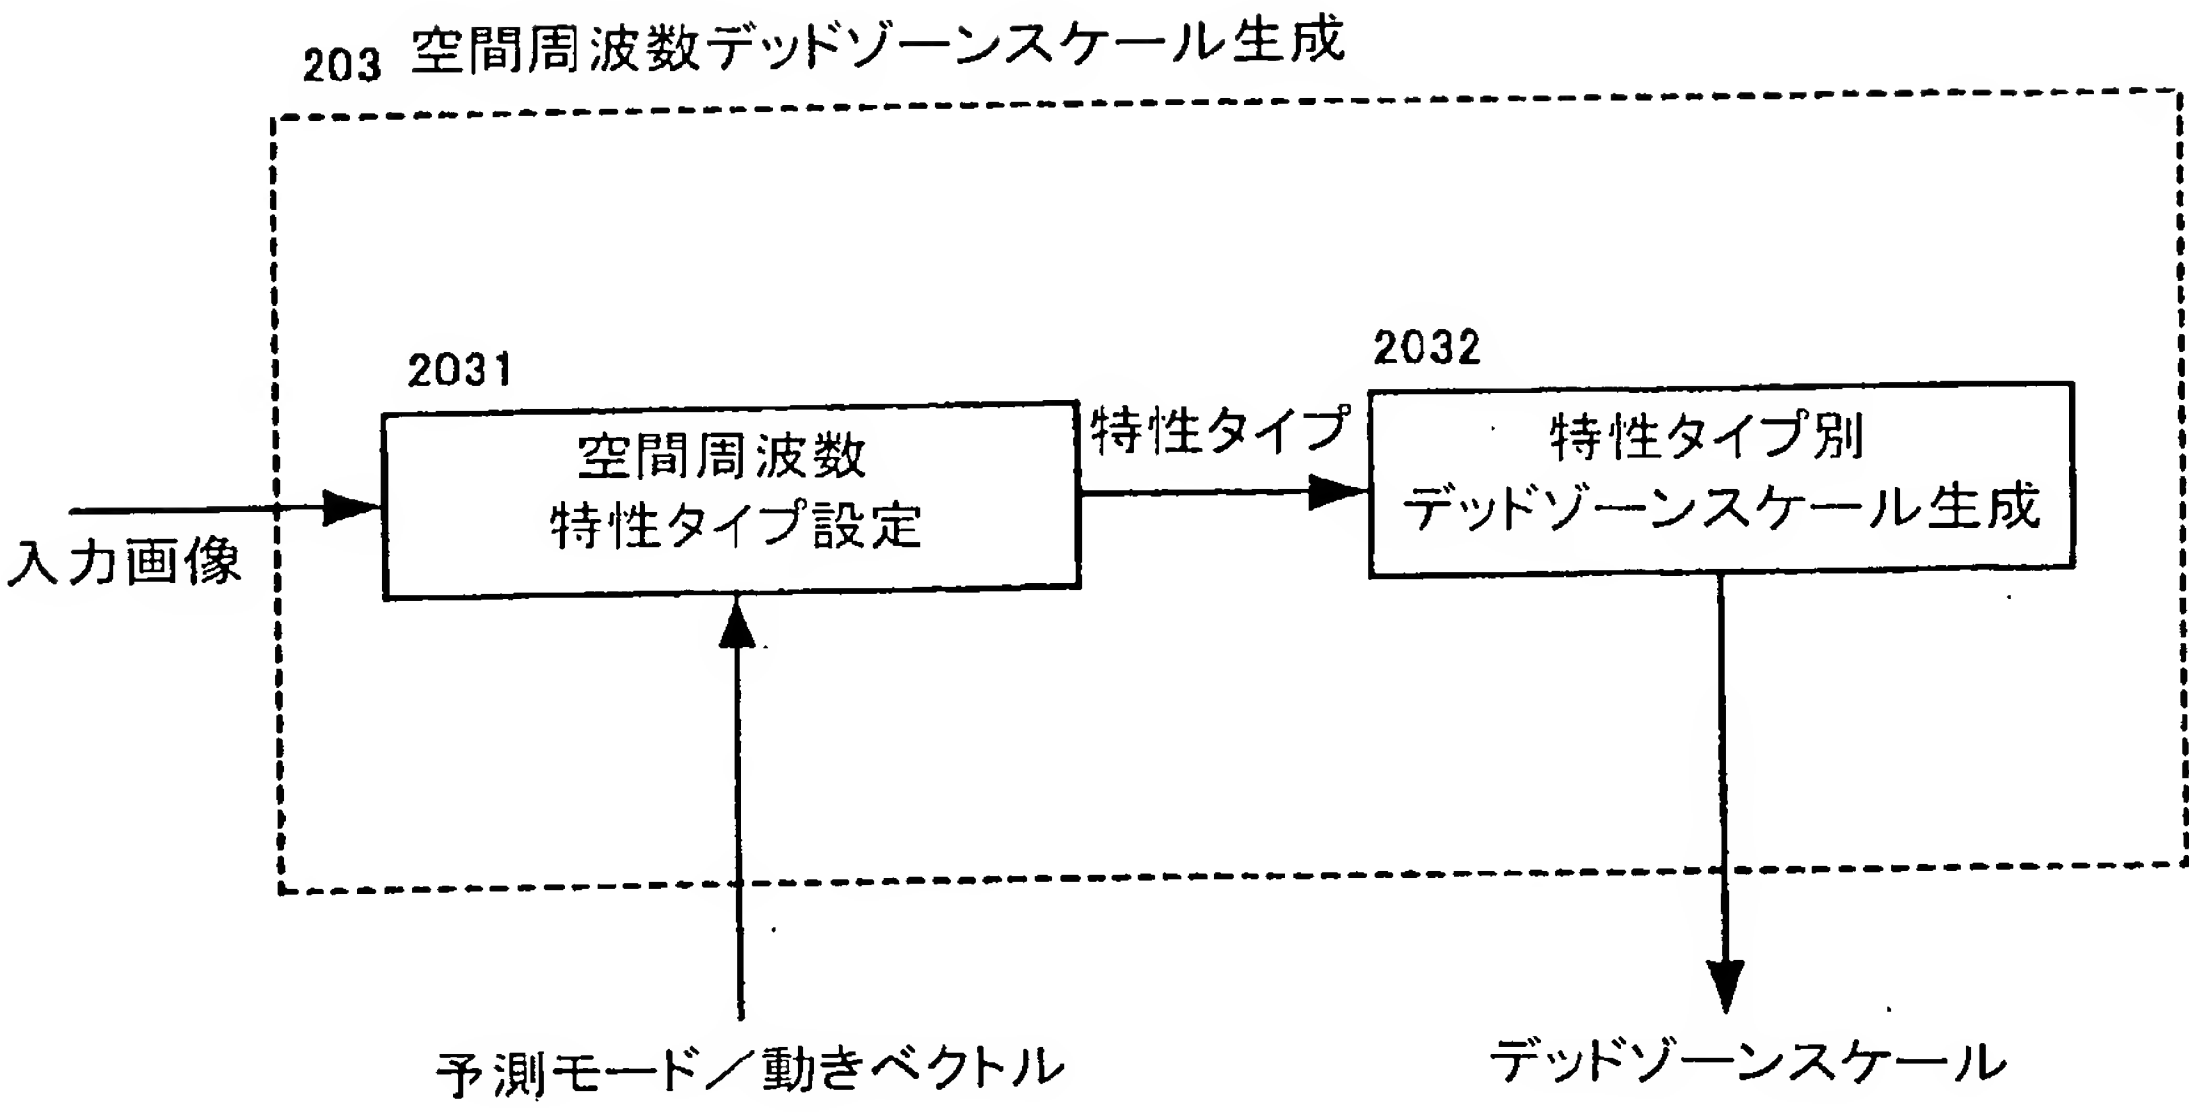 203 空間周波数デッドゾーンスケール生成
2031
空間周波数
特性タイプ設定
入力画像
特性タイプ
2032
特性タイプ別
デッドゾーンスケール生成
予測モード／動きベクトル
デッドゾーンスケール